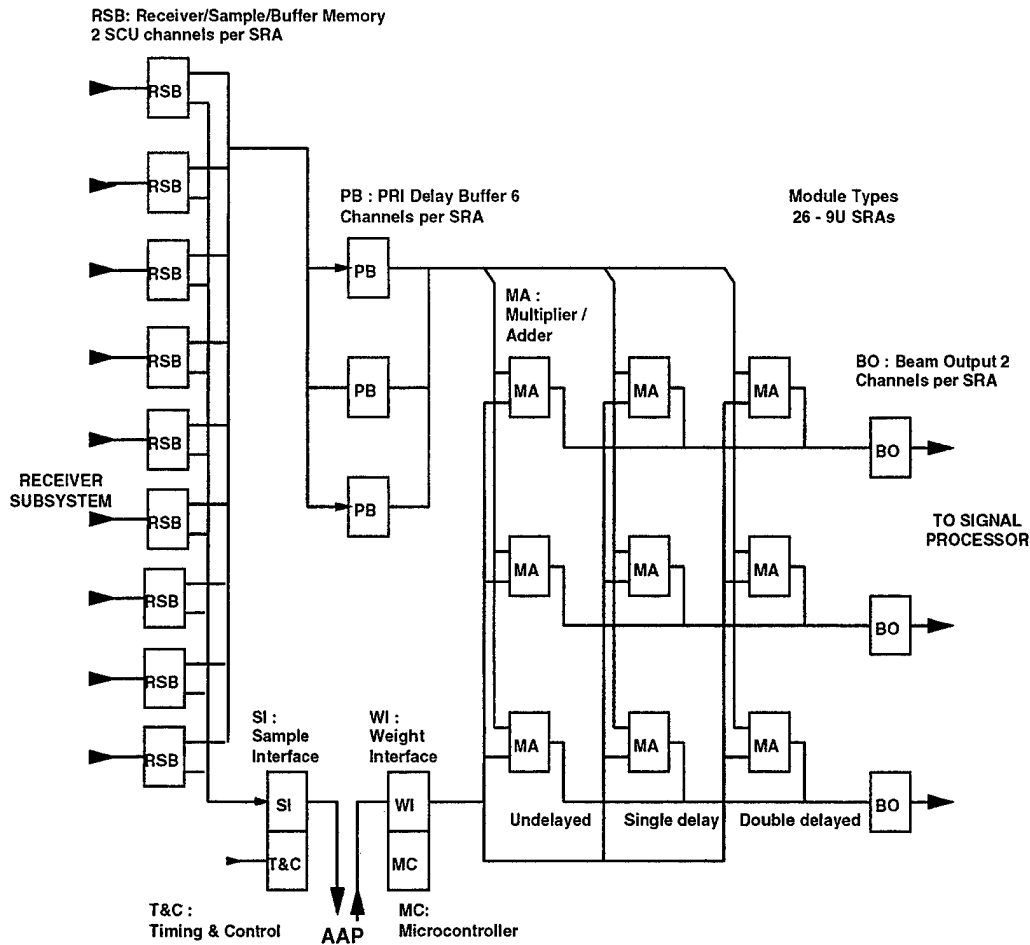 RSB: Receiver/Sample/Buffer Memory
2 SCU channels per SRA
RSB
RSB
RSB
RSB
RSB
RSB
RSB
RSB
RSB
RECEIVER
SUBSYSTEM
PB : PRI Delay Buffer 6
Channels per SRA
PB
PB
PB
Module Types
26 - 9U SRAs
MA :
Multiplier /
Adder
MA
MA
MA
MA
MA
MA
MA
MA
MA
BO : Beam Output 2
Channels per SRA
BO
BO
BO
TO SIGNAL
PROCESSOR
SI :
Sample
Interface
WI :
Weight
Interface
SI
WI
T&C
MC
Undelayed
Single delay
Double delayed
T&C :
Timing & Control
AAP
MC:
Microcontroller